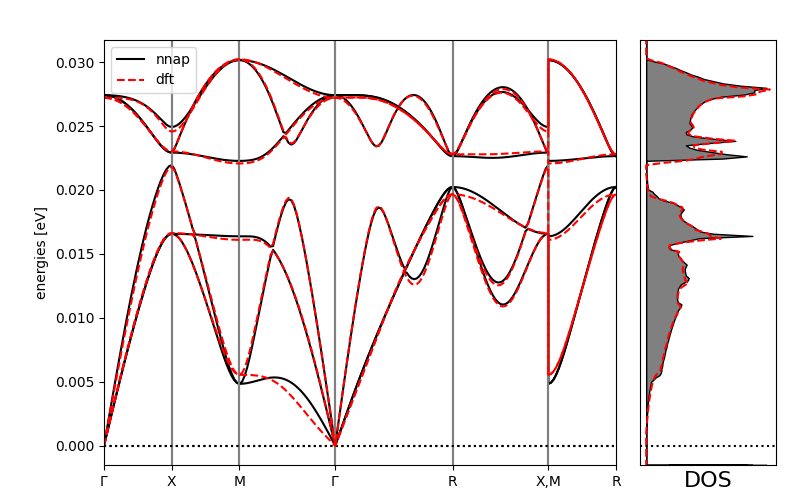 nnap
dft
energies [eV]
0.030
0.025
0.020
0.015
0.010
0.005
0.000
Γ X M Γ R X,M R
DOS